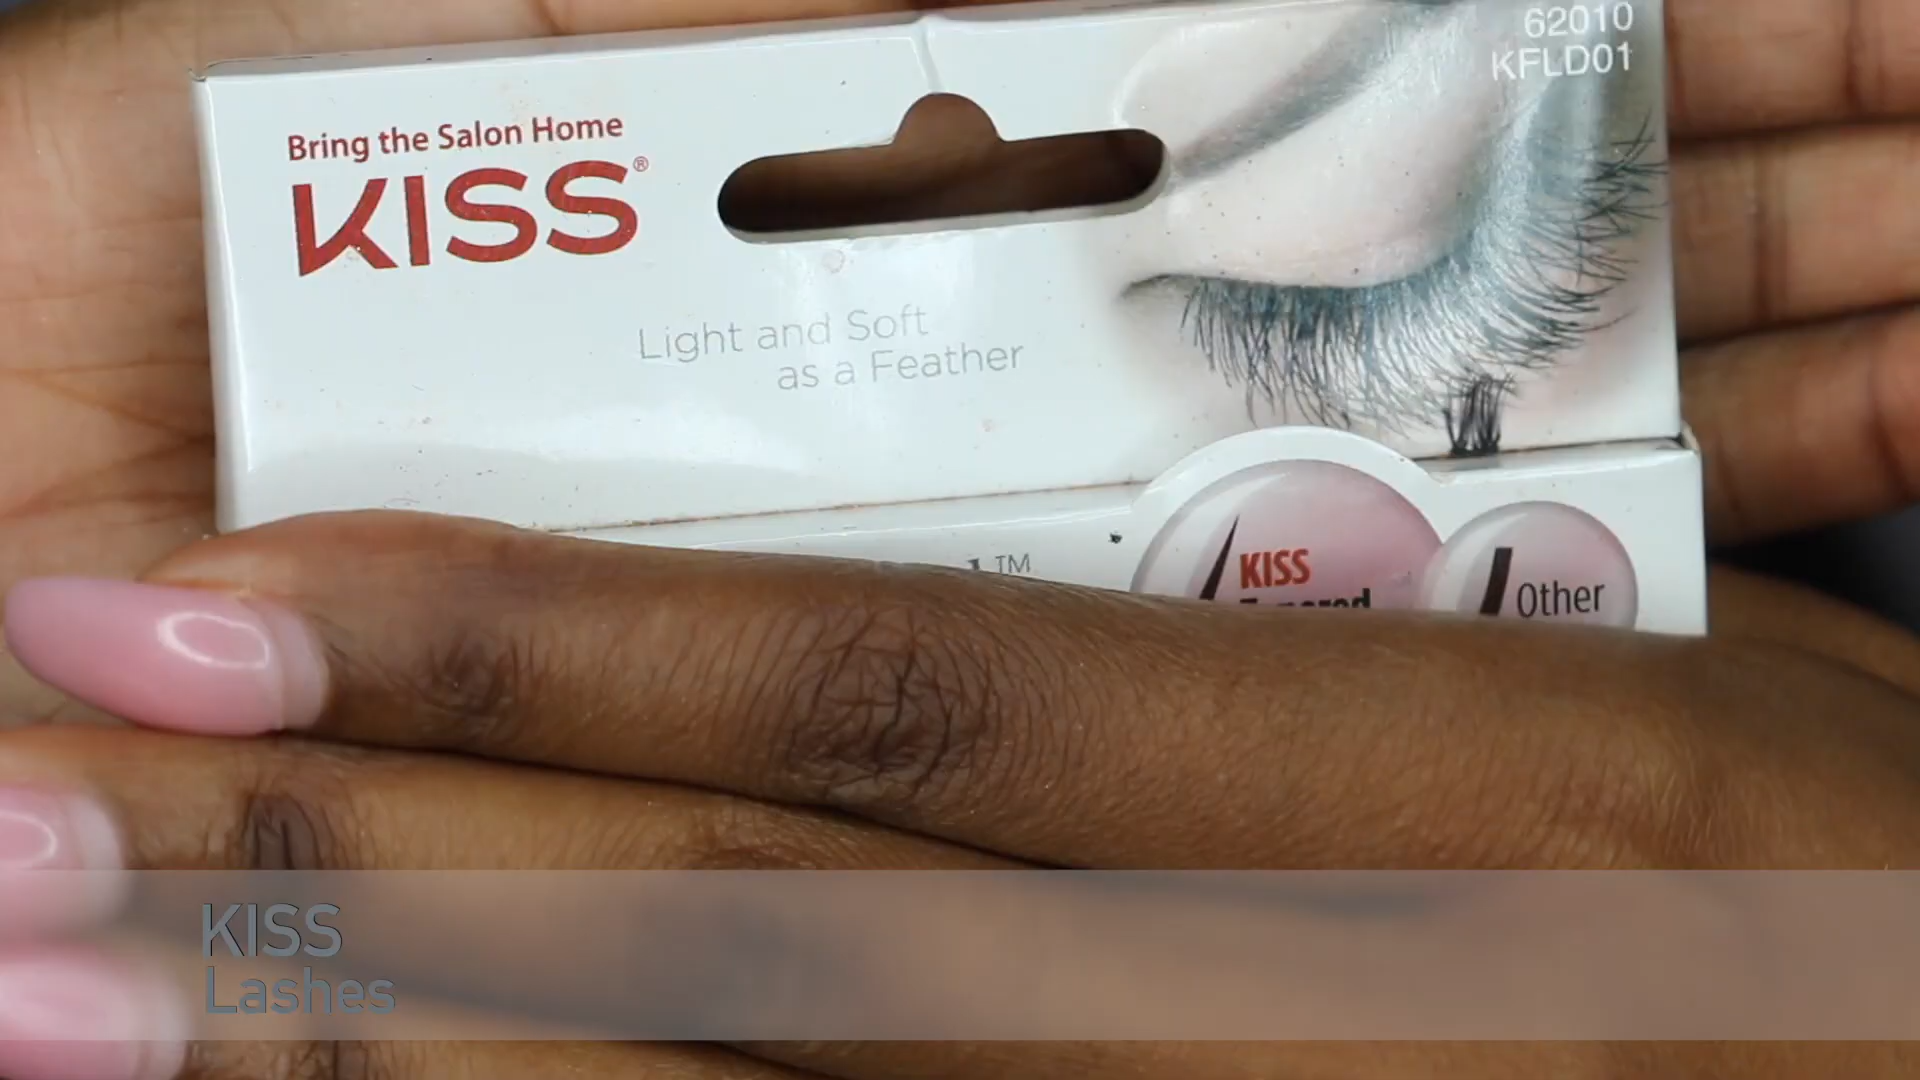 62010
KFLD01
Bring the Salon Home
KISS®
Light and Soft
as a Feather
TM
KISS
Other
KISS
Lashes